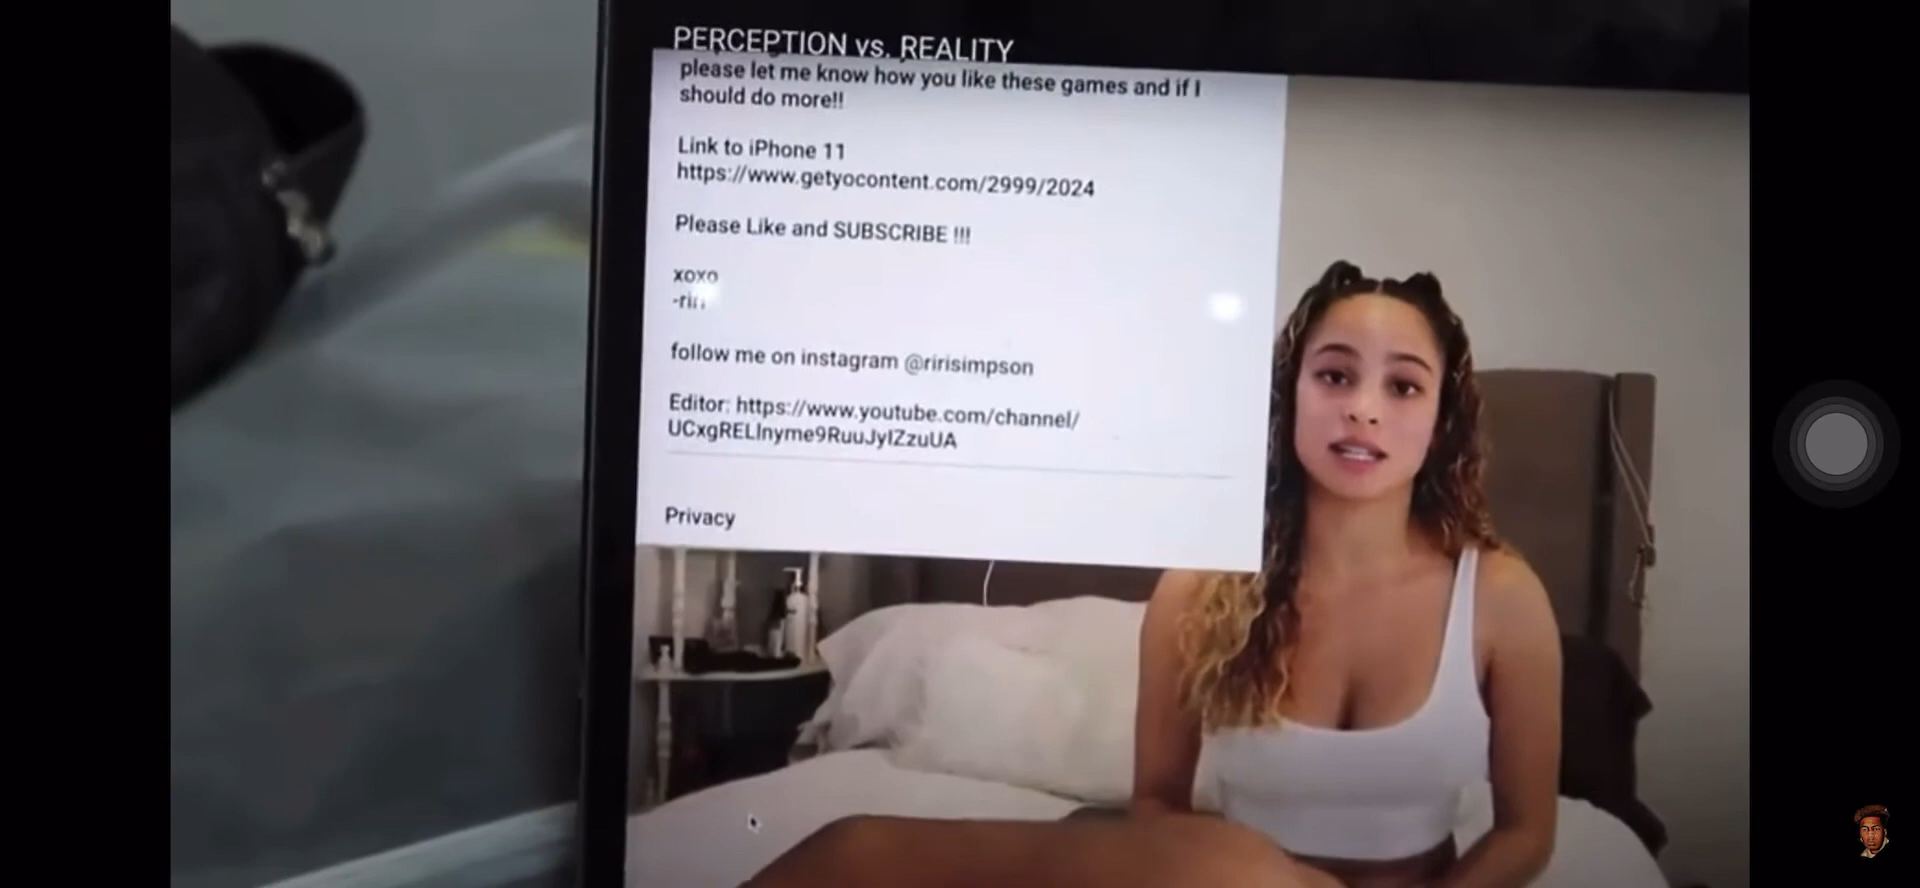 PERCEPTION vs. REALITY
please let me know how you like these games and if I
should do more!!
Link to iPhone 11
https://www.getyocontent.com/2999/2024
Please Like and SUBSCRIBE !!!
xoxo
follow me on instagram @ririsimpson
Editor: https://www.youtube.com/channel/
UCxgRELlnyme9RuuJylZzuUA
Privacy